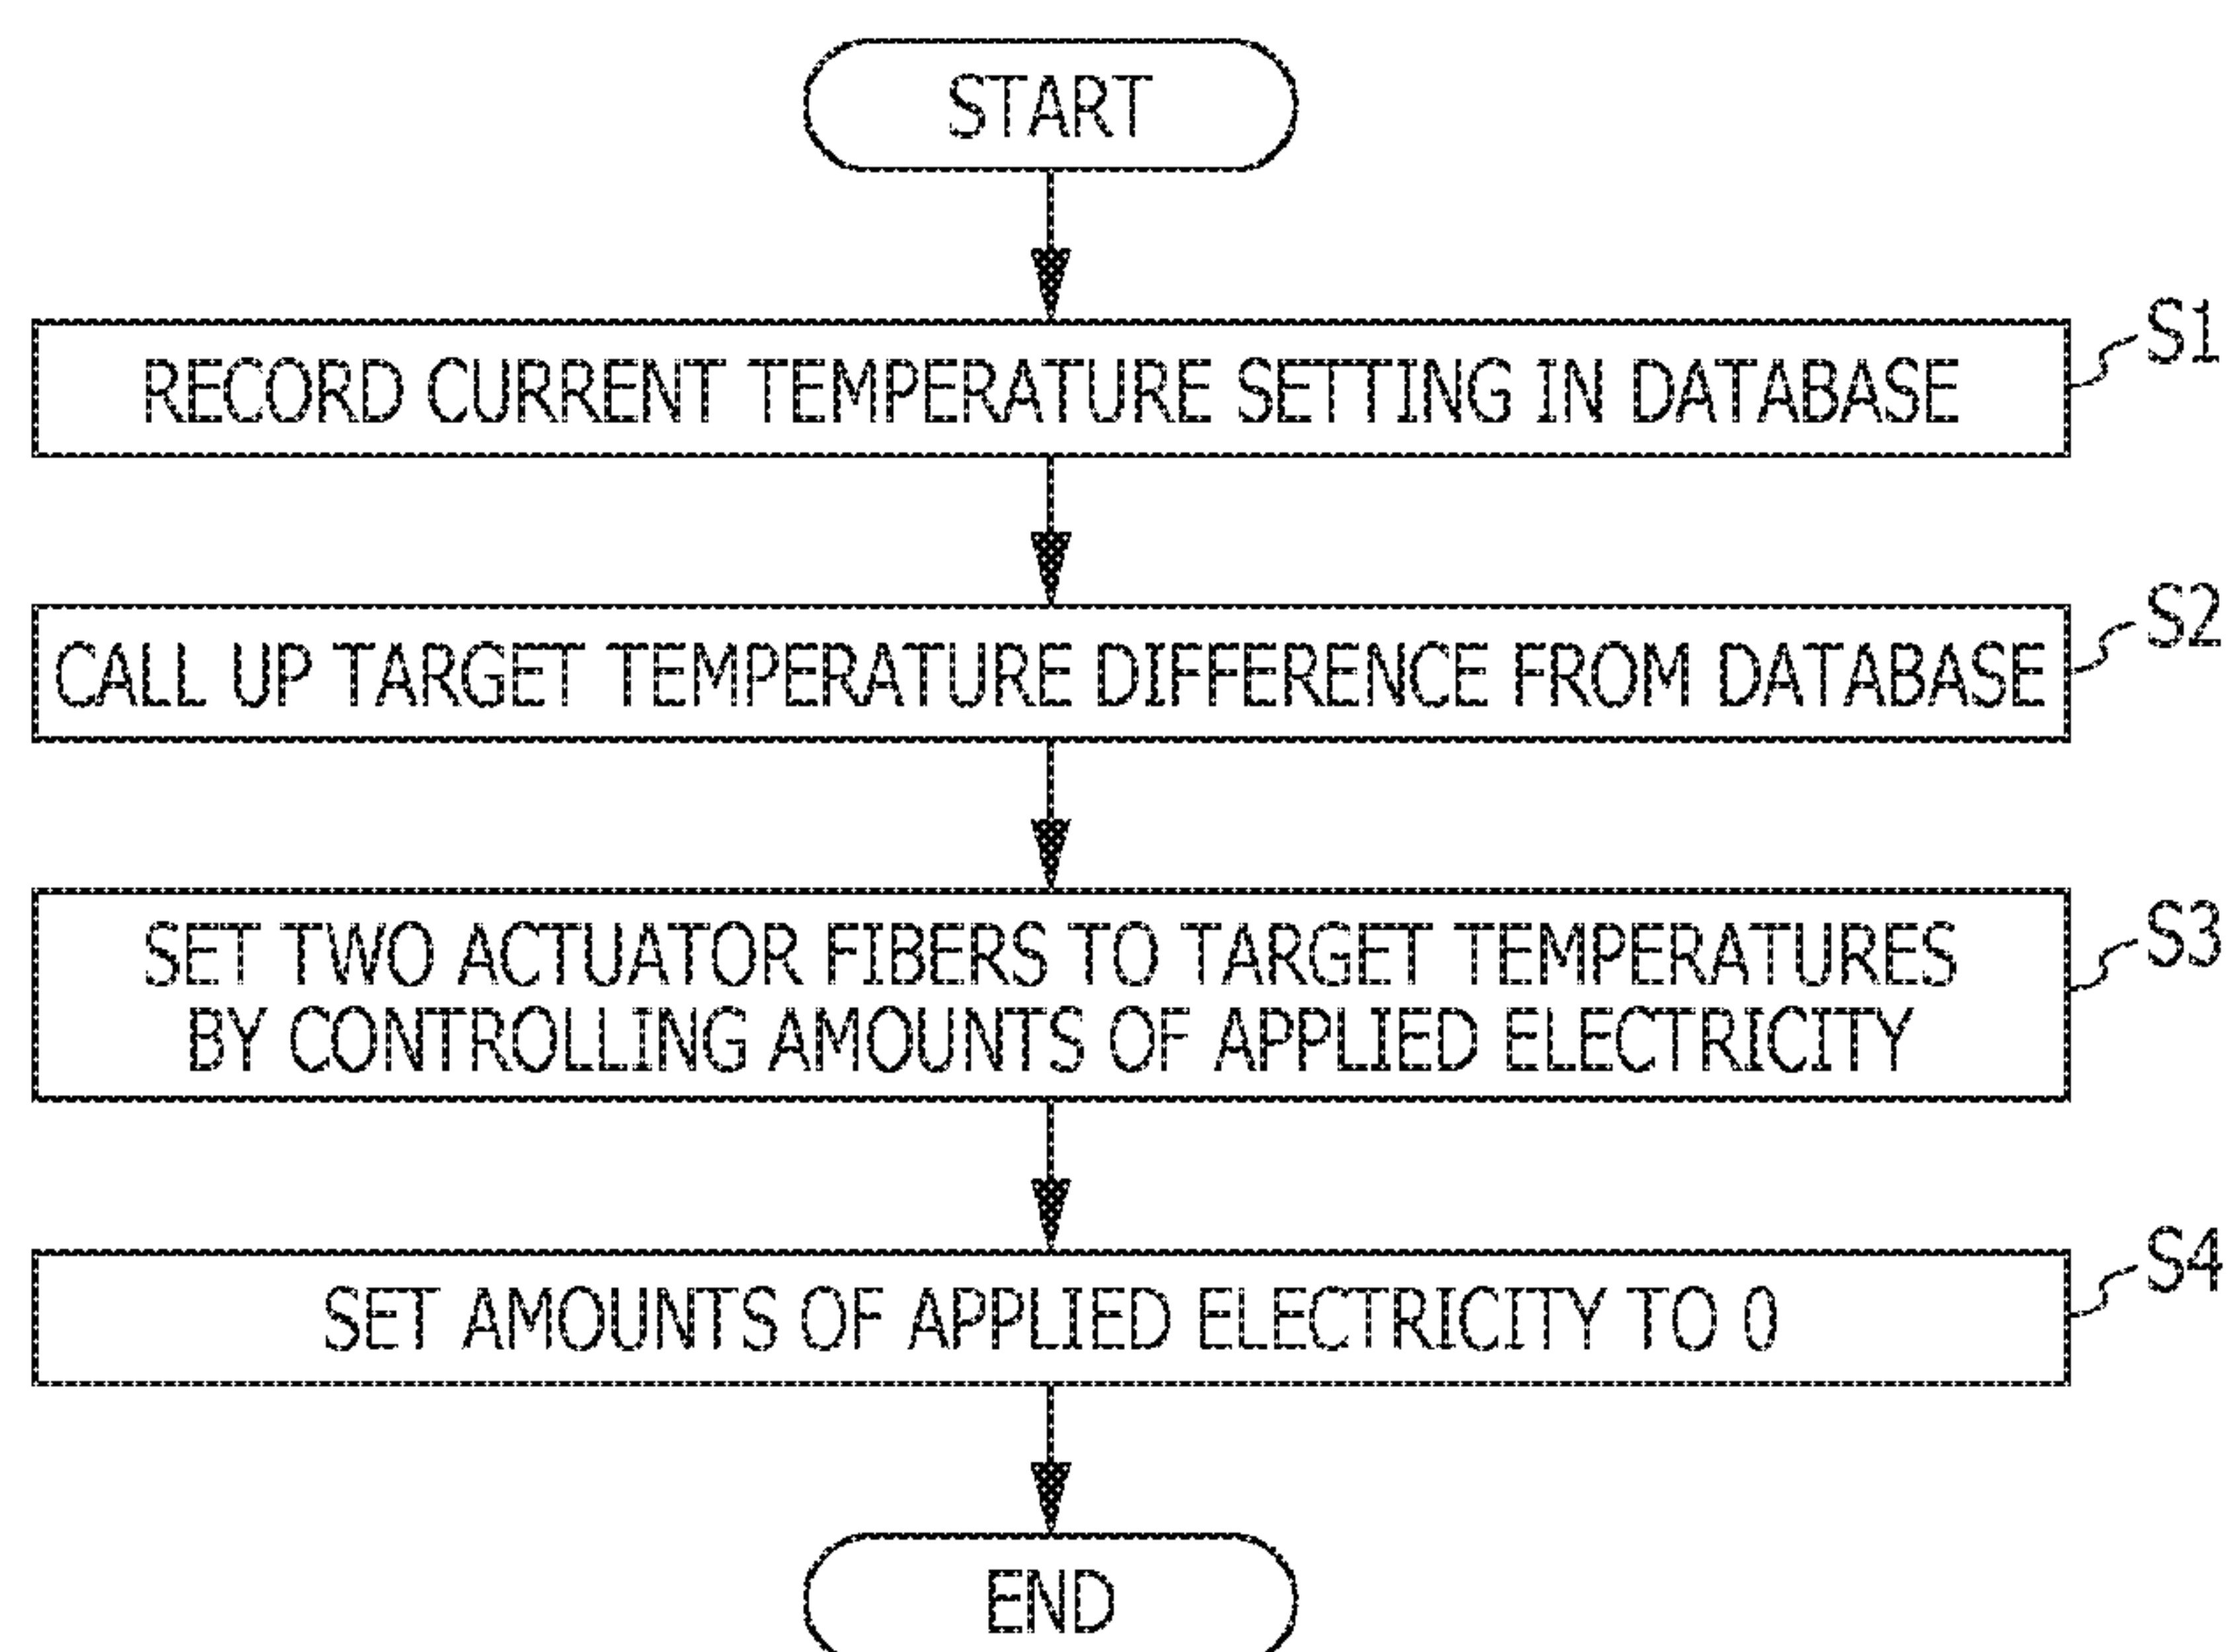 START
RECORD CURRENT TEMPERATURE SETTING IN DATABASE
S1
CALL UP TARGET TEMPERATURE DIFFERENCE FROM DATABASE
S2
SET TWO ACTUATOR FIBERS TO TARGET TEMPERATURES
BY CONTROLLING AMOUNTS OF APPLIED ELECTRICITY
S3
SET AMOUNTS OF APPLIED ELECTRICITY TO 0
S4
END